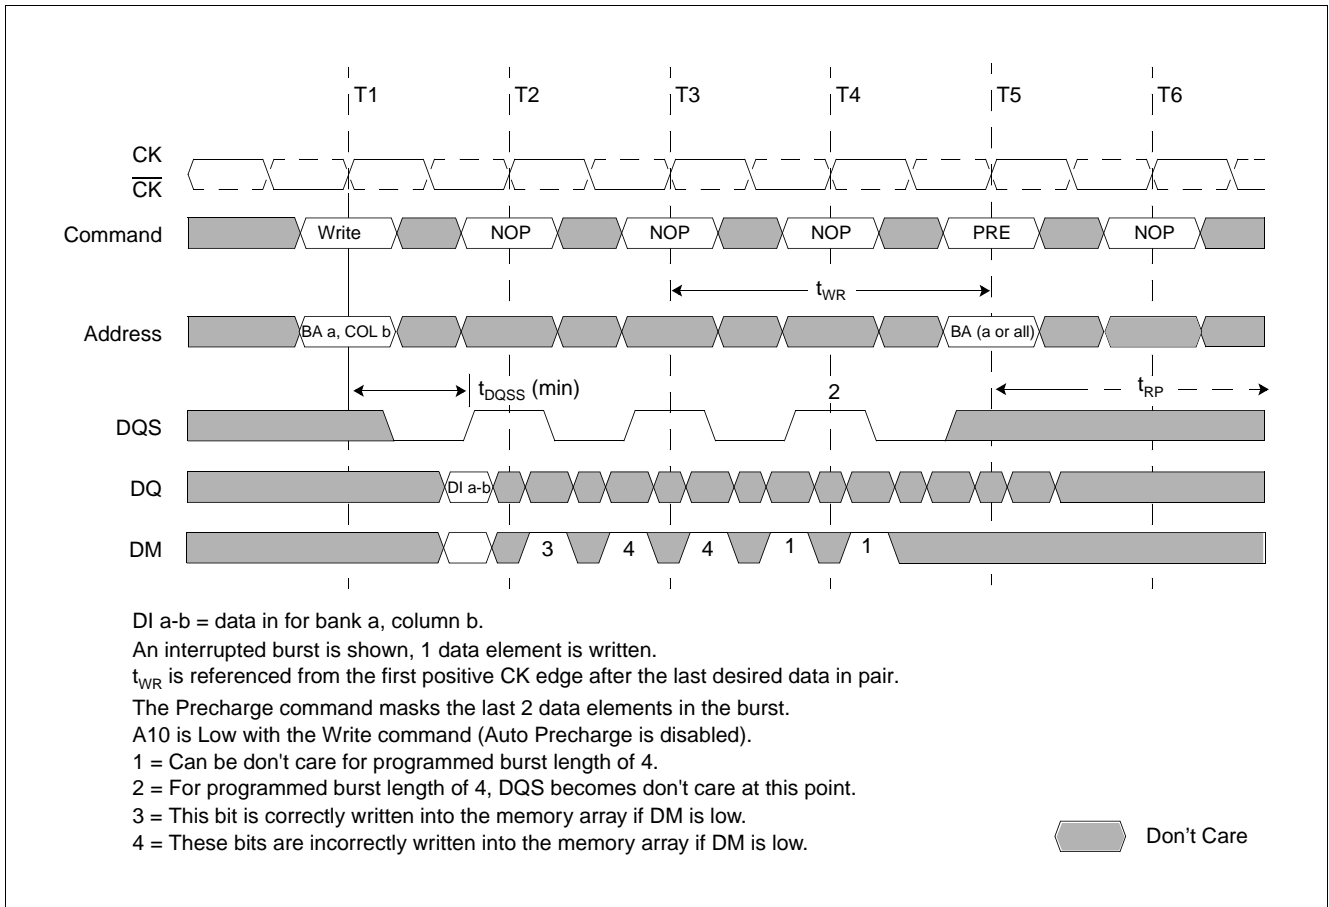 T1 T2 T3 T4 T5 T6
CK
CK
Command Write NOP NOP NOP PRE NOP
tWR
Address BA a, COL b BA (a or all)
tDQSS (min) 2 tRP
DQS
DQ DI a-b
DM 3 4 4 1 1
DI a-b = data in for bank a, column b.
An interrupted burst is shown, 1 data element is written.
tWR is referenced from the first positive CK edge after the last desired data in pair.
The Precharge command masks the last 2 data elements in the burst.
A10 is Low with the Write command (Auto Precharge is disabled).
1 = Can be don't care for programmed burst length of 4.
2 = For programmed burst length of 4, DQS becomes don't care at this point.
3 = This bit is correctly written into the memory array if DM is low.
4 = These bits are incorrectly written into the memory array if DM is low.
Don't Care